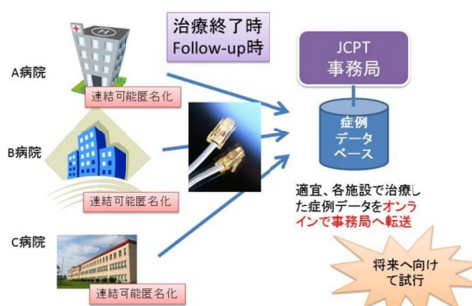 治療終了時
Follow-up時
JCPT
事務局
A病院
連結可能匿名化
症例
データ
ベース
B病院
連結可能匿名化
適宜、各施設で治療し
た症例データをオンラ
インで事務局へ転送
C病院
連結可能匿名化
将来へ向け
て試行